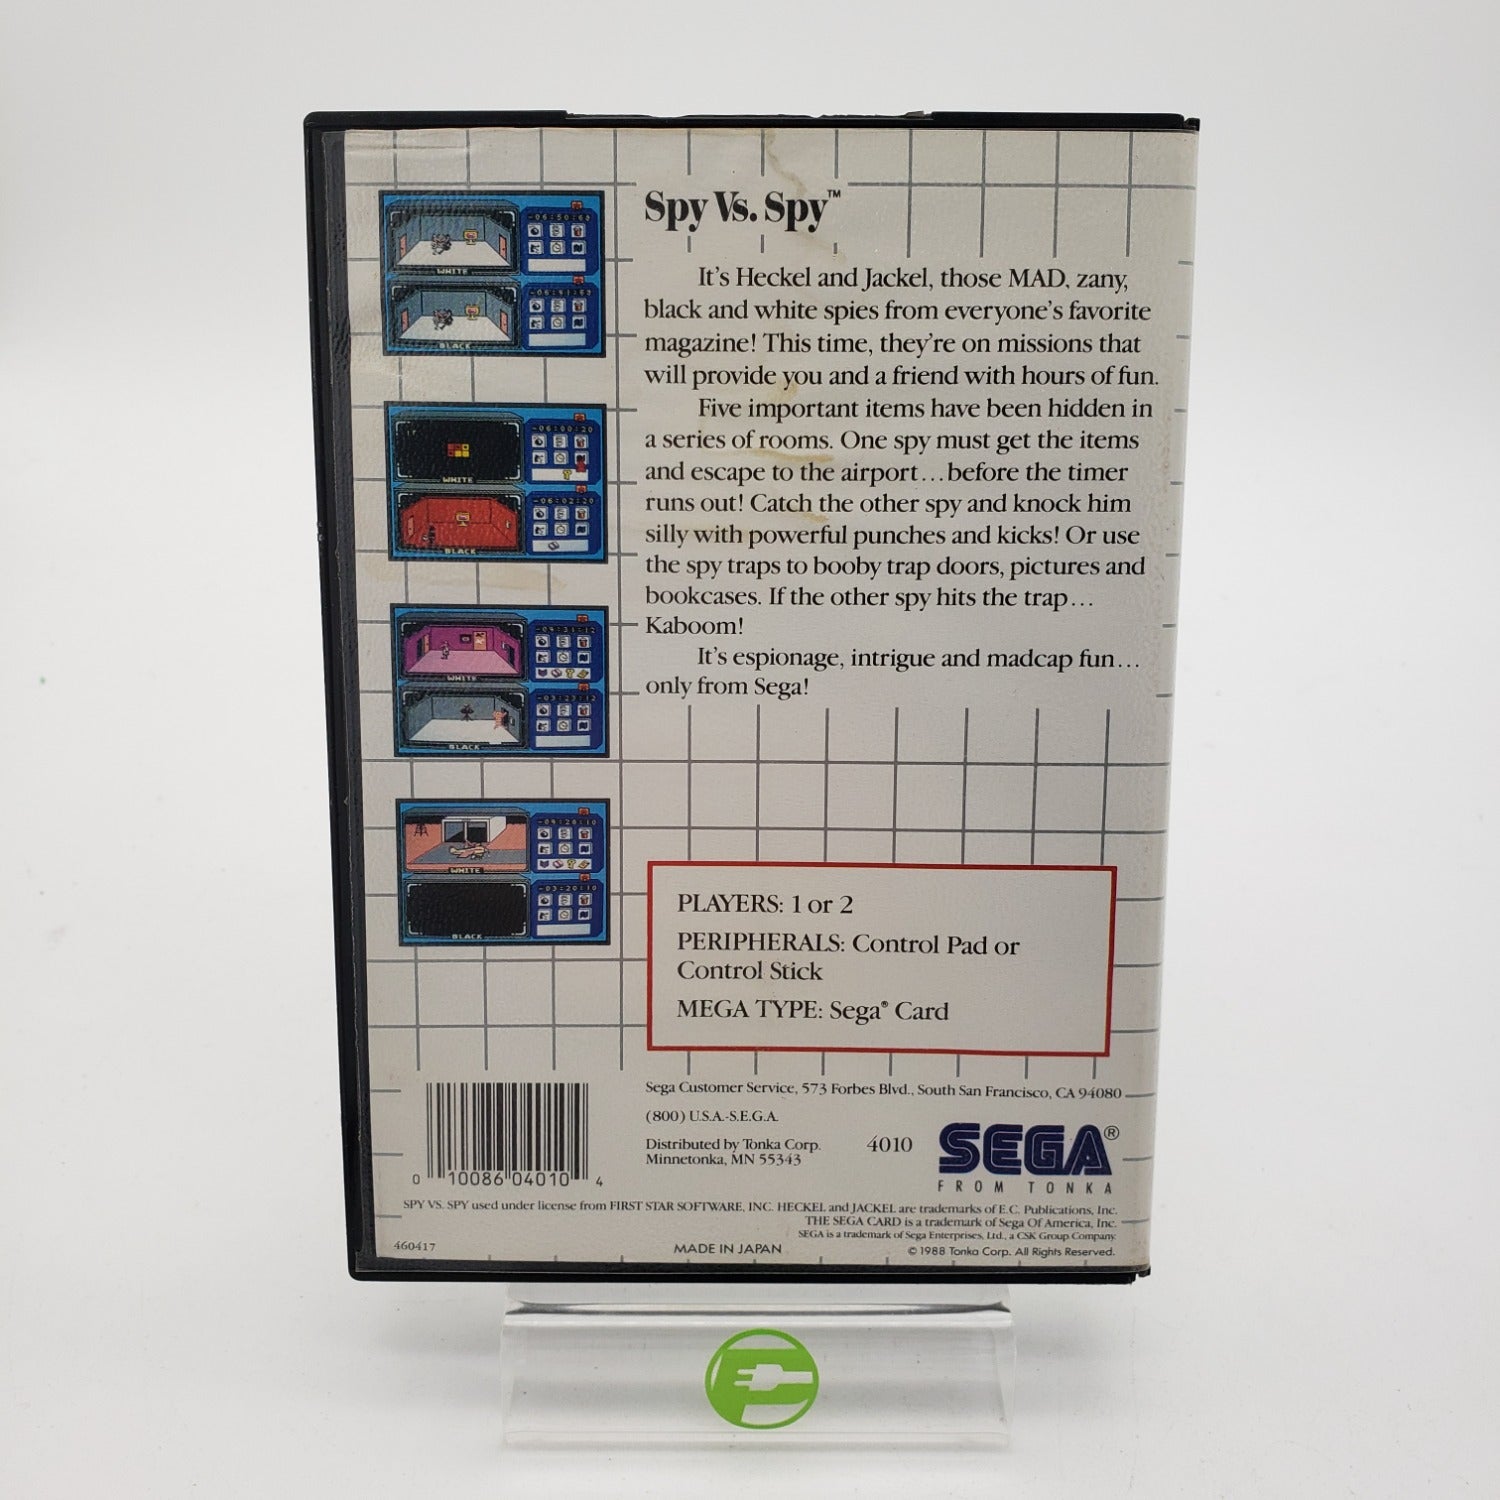 Spy Vs. Spy™
It's Heckel and Jackel, those MAD, zany,
black and white spies from everyone's favorite
magazine! This time, they're on missions that
will provide you and a friend with hours of fun.
Five important items have been hidden in
a series of rooms. One spy must get the items
and escape to the airport...before the timer
runs out! Catch the other spy and knock him
silly with powerful punches and kicks! Or use
the spy traps to booby trap doors, pictures and
bookcases. If the other spy hits the trap...
Kaboom!
It's espionage, intrigue and madcap fun...
only from Sega!
WHITE
BLACK
WHITE
BLACK
WHITE
BLACK
WHITE
BLACK
PLAYERS: 1 or 2
PERIPHERALS: Control Pad or
Control Stick
MEGA TYPE: Sega® Card
Sega Customer Service, 573 Forbes Blvd., South San Francisco, CA 94080
(800) U.S.A.-S.E.G.A.
Distributed by Tonka Corp.
Minnetonka, MN 55343
4010
SEGA®
FROM TONKA
0 10086 04010 4
SPY VS. SPY used under license from FIRST STAR SOFTWARE, INC. HECKEL and JACKEL are trademarks of E.C. Publications, Inc.
THE SEGA CARD is a trademark of Sega Of America, Inc.
SEGA is a trademark of Sega Enterprises, Ltd., a CSK Group Company.
460417
MADE IN JAPAN
© 1988 Tonka Corp. All Rights Reserved.